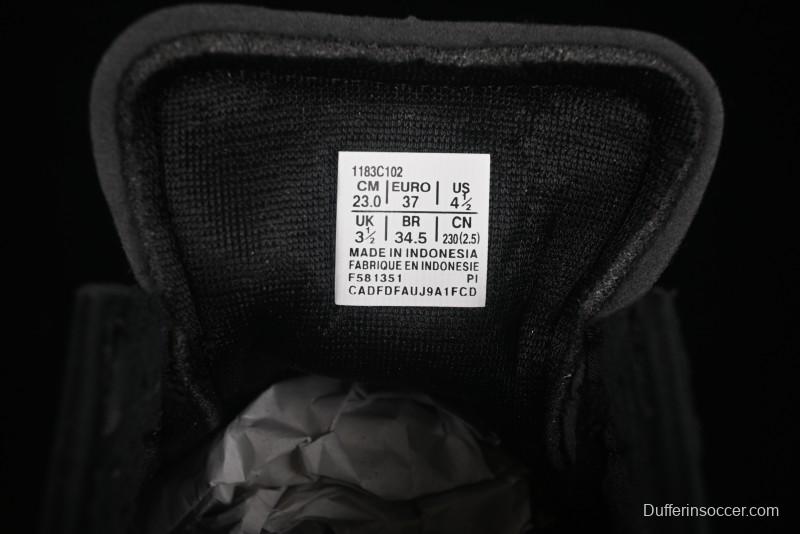 1183C102
CM EURO US
23.0 37 4½
UK BR CN
3½ 34.5 230(2.5)
MADE IN INDONESIA
FABRIQUE EN INDONESIE
F581351 PI
CADFDFAUJ9A1FCD
Dufferinsoccer.com